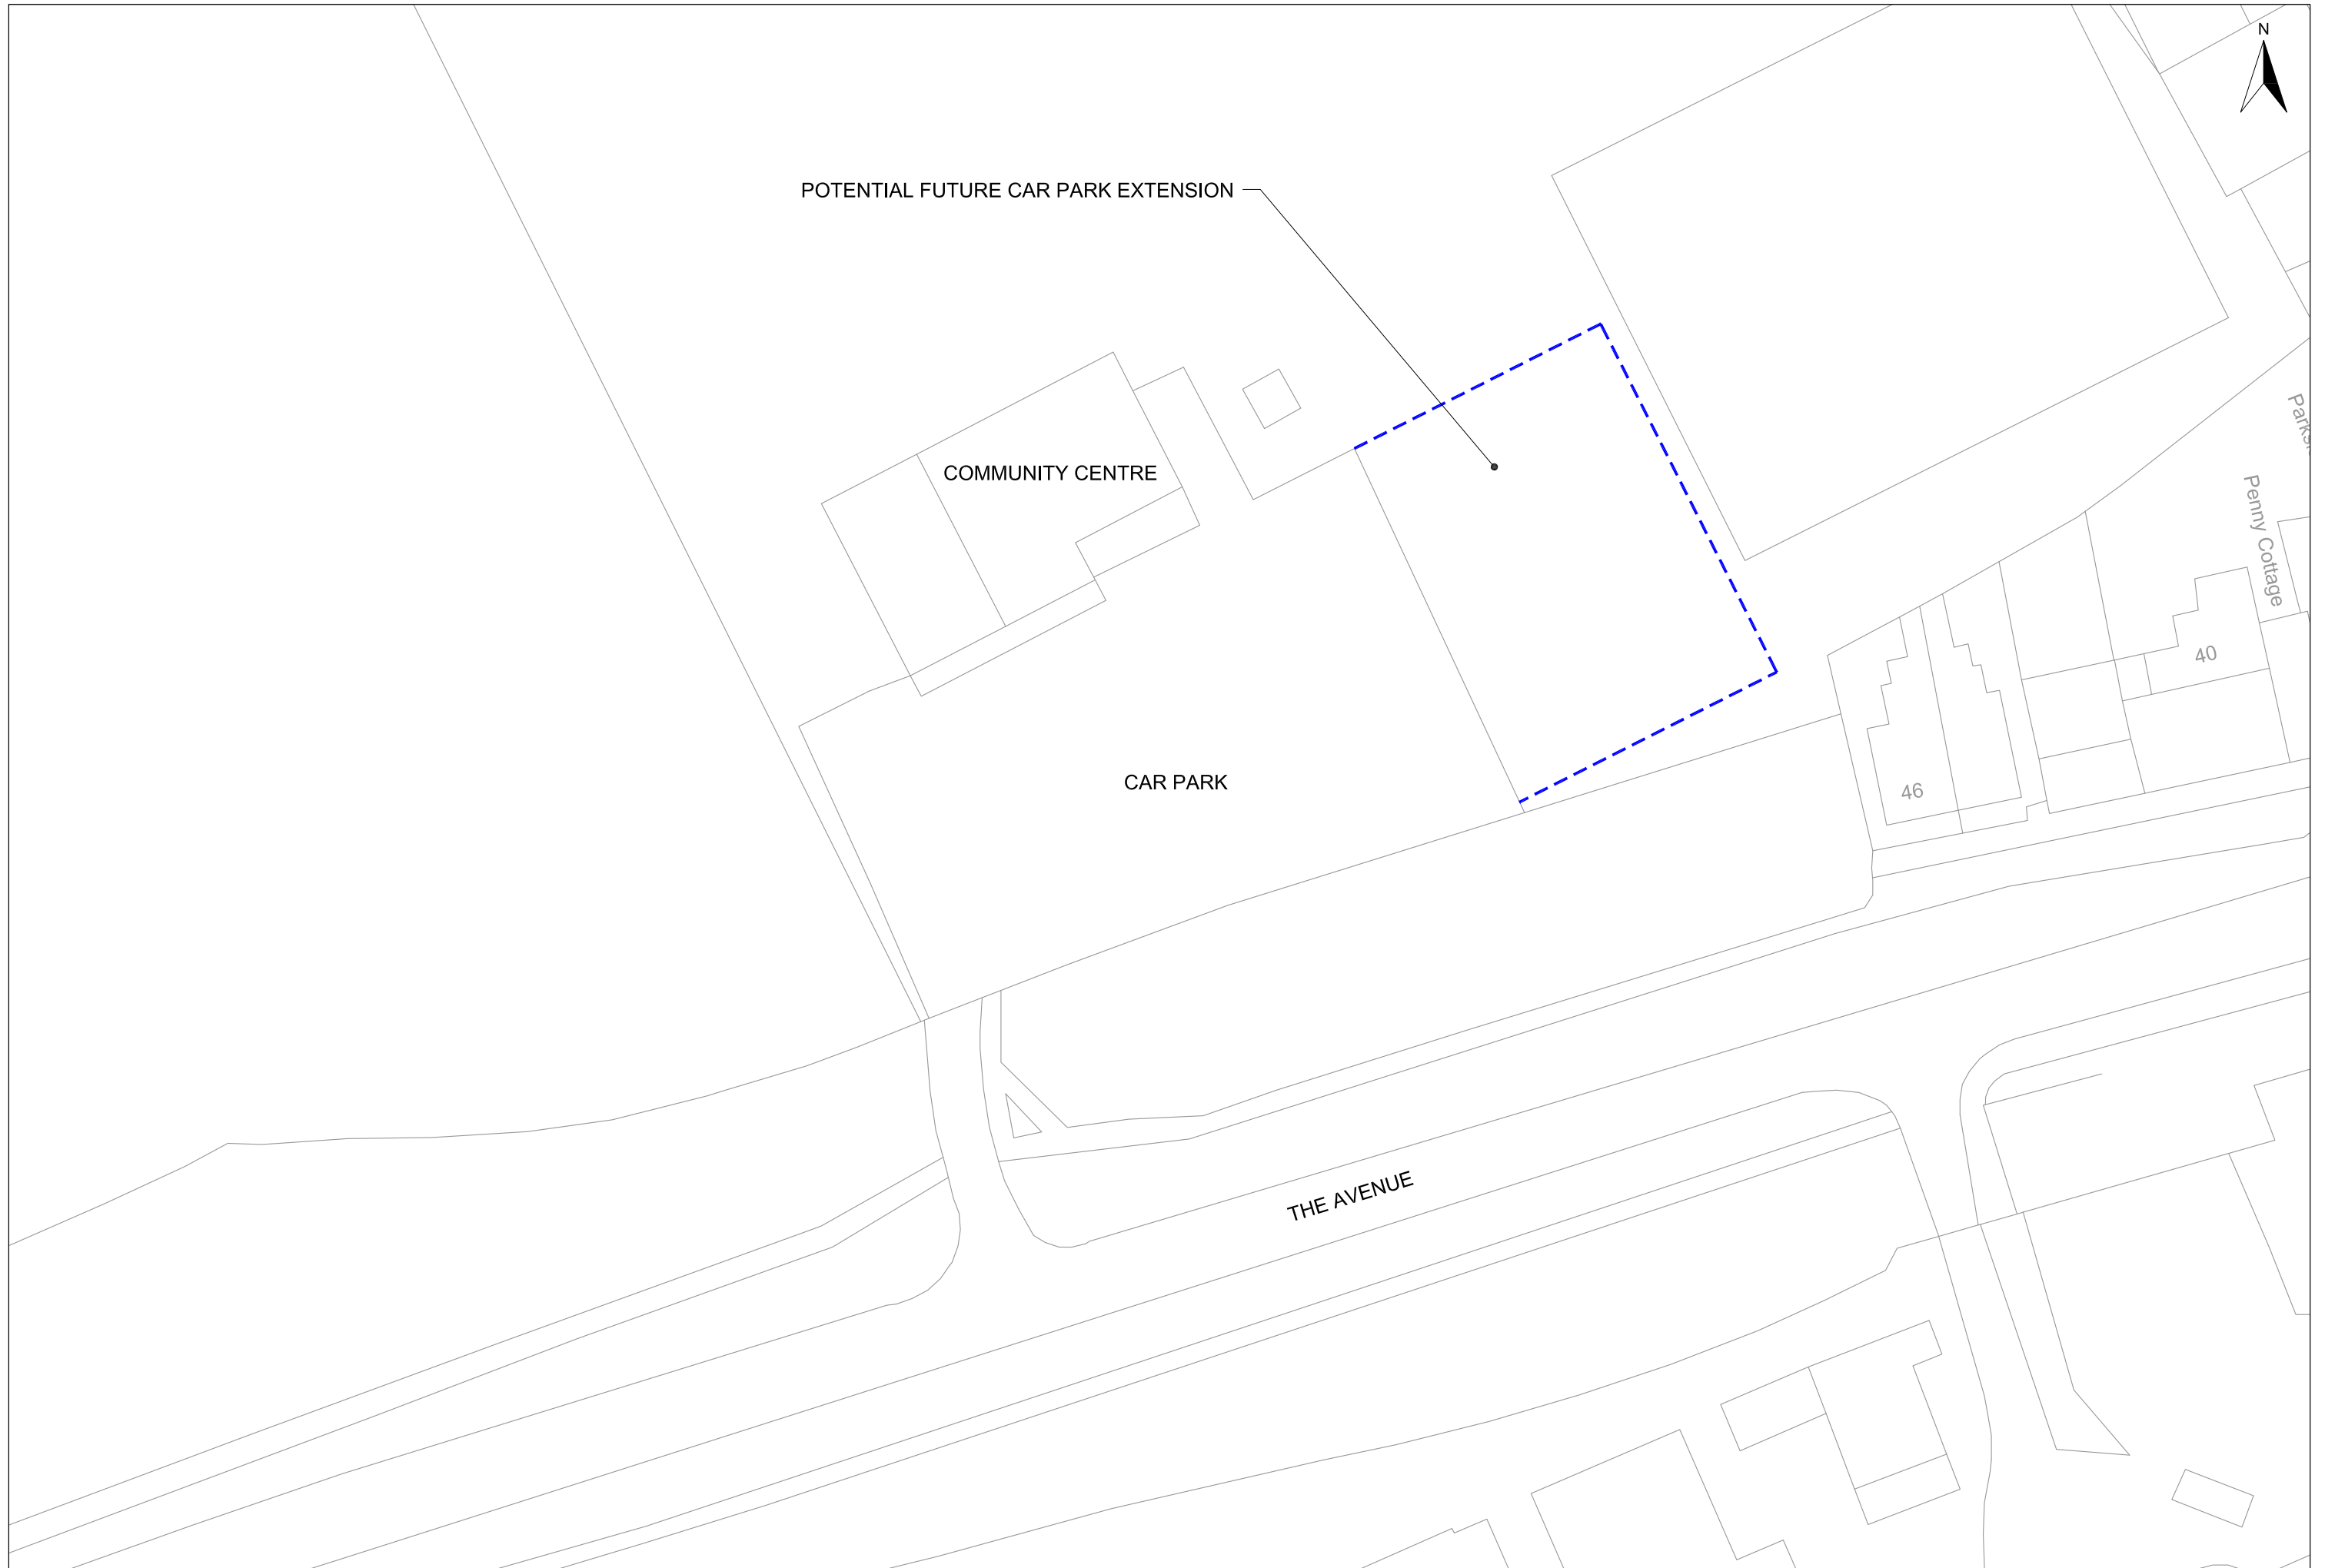 N
POTENTIAL FUTURE CAR PARK EXTENSION
COMMUNITY CENTRE
Penny Cottage
40
46
CAR PARK
THE AVENUE